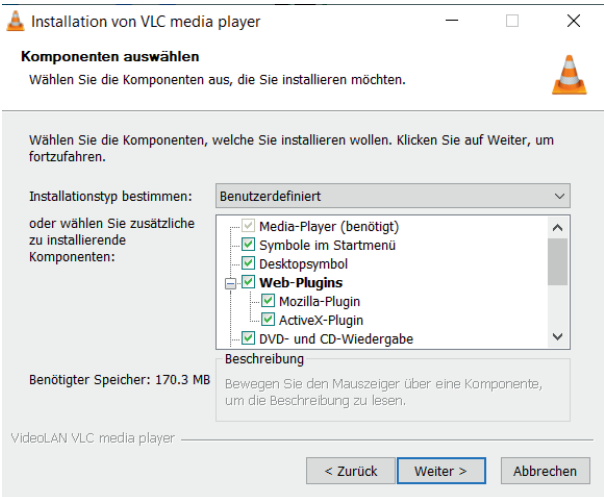 Installation von VLC media player
Komponenten auswählen
Wählen Sie die Komponenten aus, die Sie installieren möchten.
Wählen Sie die Komponenten, welche Sie installieren wollen. Klicken Sie auf Weiter, um
fortzufahren.
Installationstyp bestimmen:
Benutzerdefiniert
oder wählen Sie zusätzliche
zu installierende
Komponenten:
Media-Player (benötigt)
Symbole im Startmenü
Desktopsymbol
Web-Plugins
Mozilla-Plugin
ActiveX-Plugin
DVD- und CD-Wiedergabe
Benötigter Speicher: 170.3 MB
Beschreibung
Bewegen Sie den Mauszeiger über eine Komponente,
um die Beschreibung zu lesen.
VideoLAN VLC media player
< Zurück
Weiter >
Abbrechen